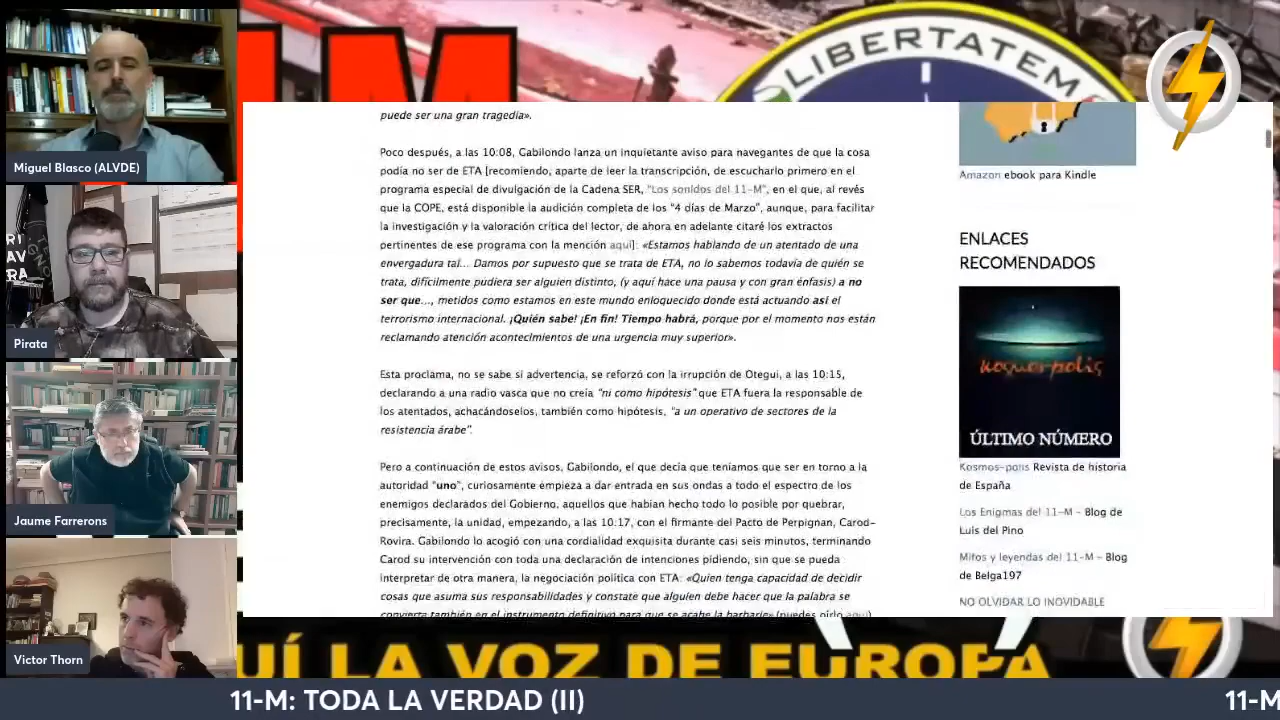 M
LIBERTATEM
Miguel Blasco (ALVDE)
Pirata
Jaume Farrerons
Victor Thorn
puede ser una gran tragedia».
Poco después, a las 10:08, Gabilondo lanza un inquietante aviso para navegantes de que la cosa
podía no ser de ETA [recomiendo, aparte de leer la transcripción, de escucharlo primero en el
programa especial de divulgación de la Cadena SER, "Los sonidos del 11-M", en el que, al revés
que la COPE, está disponible la audición completa de los "4 días de Marzo", aunque, para facilitar
la investigación y la valoración crítica del lector, de ahora en adelante citaré los extractos
pertinentes de ese programa con la mención aquí]: «Estamos hablando de un atentado de una
envergadura tal... Damos por supuesto que se trata de ETA, no lo sabemos todavía de quién se
trata, difícilmente pudiera ser alguien distinto, (y aquí hace una pausa y con gran énfasis) a no
ser que..., metidos como estamos en este mundo enloquecido donde está actuando así el
terrorismo internacional. ¡Quién sabe! ¡En fin! Tiempo habrá, porque por el momento nos están
reclamando atención acontecimientos de una urgencia muy superior».
Esta proclama, no se sabe si advertencia, se reforzó con la irrupción de Otegui, a las 10:15,
declarando a una radio vasca que no creía "ni como hipótesis" que ETA fuera la responsable de
los atentados, achacándoselos, también como hipótesis, "a un operativo de sectores de la
resistencia árabe".
Pero a continuación de estos avisos, Gabilondo, el que decía que teníamos que ser en torno a la
autoridad "uno", curiosamente empieza a dar entrada en sus ondas a todo el espectro de los
enemigos declarados del Gobierno, aquellos que habían hecho todo lo posible por quebrar,
precisamente, la unidad, empezando, a las 10:17, con el firmante del Pacto de Perpignan, Carod-
Rovira. Gabilondo lo acogió con una cordialidad exquisita durante casi seis minutos, terminando
Carod su intervención con toda una declaración de intenciones pidiendo, sin que se pueda
interpretar de otra manera, la negociación política con ETA: «Quien tenga capacidad de decidir
cosas que asuma sus responsabilidades y constate que alguien debe hacer que la palabra se
convierta también en el instrumento definitivo para que se acabe la barbarie» (puedes oírlo aquí)
Amazon ebook para Kindle
ENLACES
RECOMENDADOS
kosmos-polis
ÚLTIMO NÚMERO
Kosmos-polis Revista de historia
de España
Los Enigmas del 11-M - Blog de
Luis del Pino
Mitos y leyendas del 11-M - Blog
de Belga197
NO OLVIDAR LO INOVIDABLE
UÍ LA VOZ DE EUROPA
11-M: TODA LA VERDAD (II)
11-M